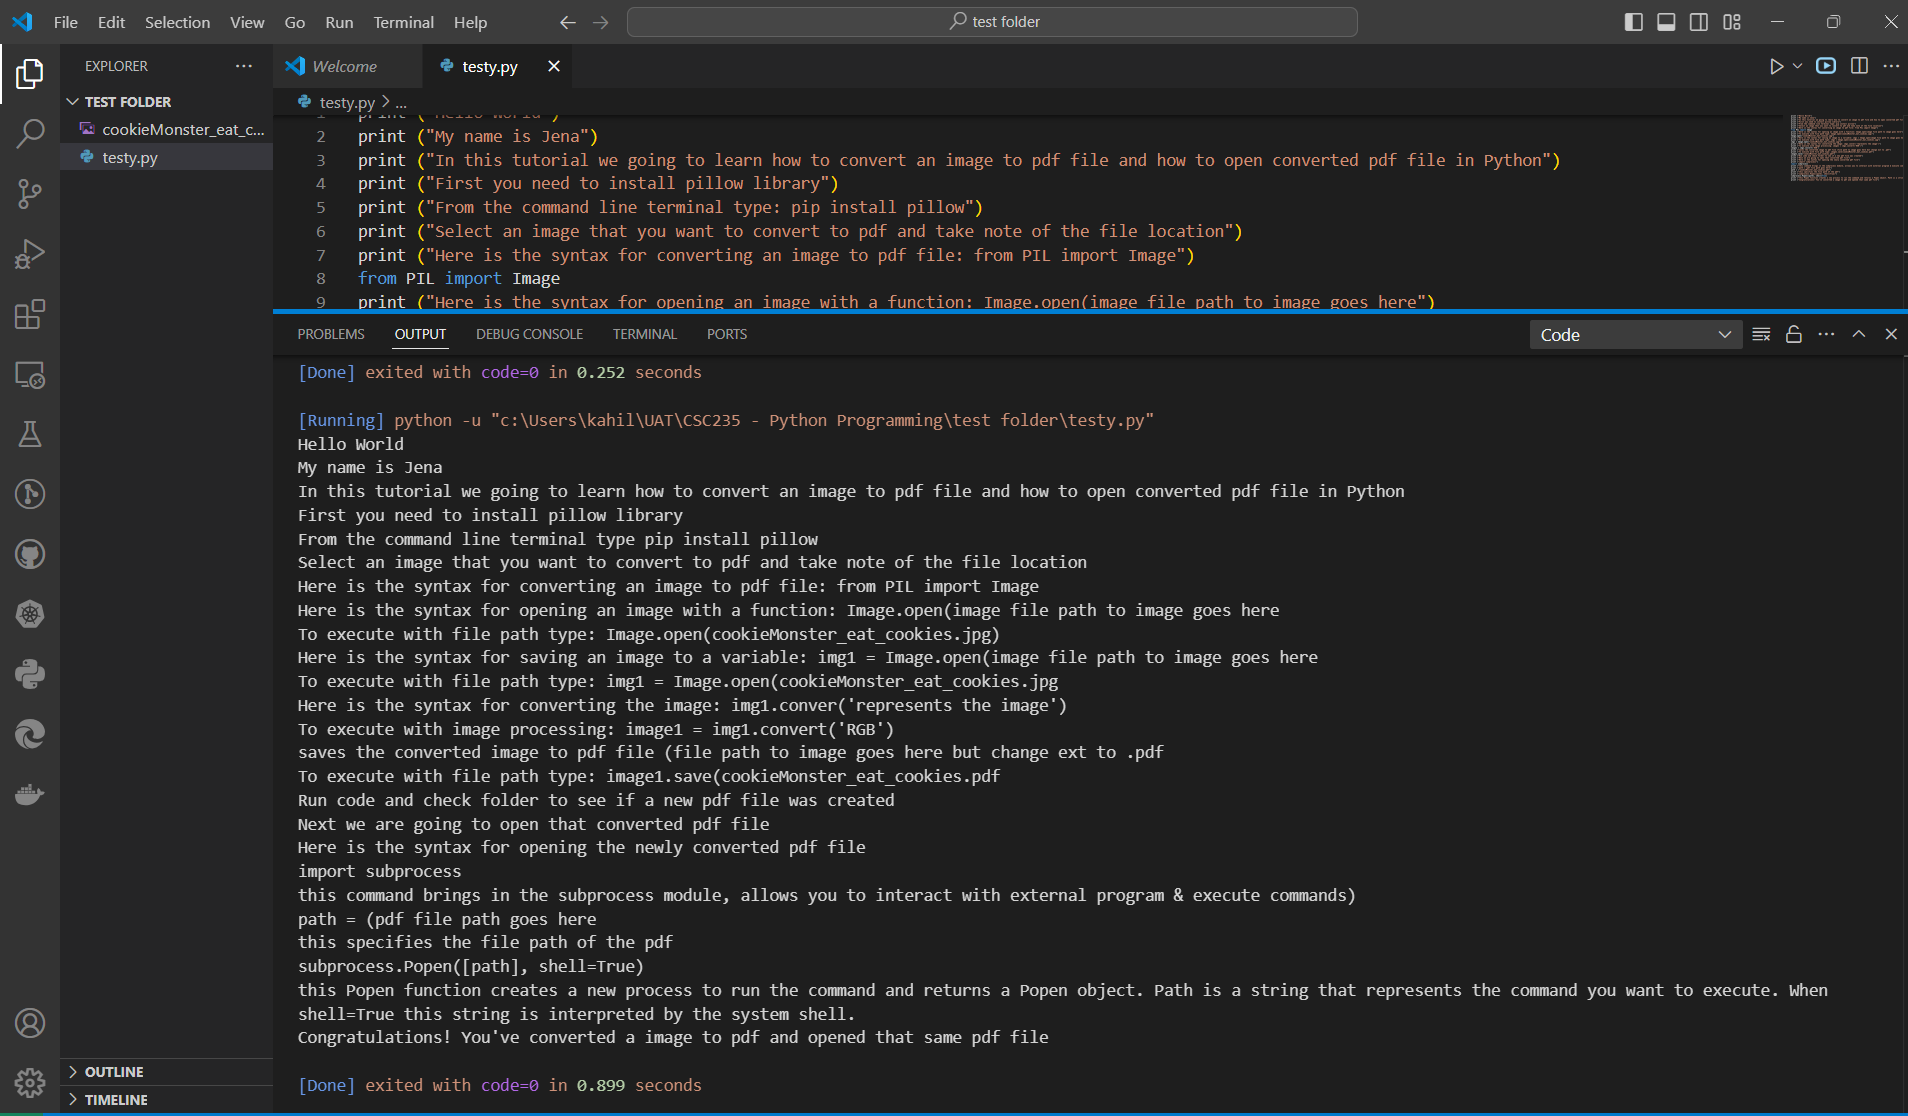 File Edit Selection View Go Run Terminal Help test folder
EXPLORER
TEST FOLDER
cookieMonster_eat_c...
testy.py
OUTLINE
TIMELINE
Welcome testy.py
testy.py > ...
1 print ("Hello World")
2 print ("My name is Jena")
3 print ("In this tutorial we going to learn how to convert an image to pdf file and how to open converted pdf file in Python")
4 print ("First you need to install pillow library")
5 print ("From the command line terminal type: pip install pillow")
6 print ("Select an image that you want to convert to pdf and take note of the file location")
7 print ("Here is the syntax for converting an image to pdf file: from PIL import Image")
8 from PIL import Image
9 print ("Here is the syntax for opening an image with a function: Image.open(image file path to image goes here")
PROBLEMS OUTPUT DEBUG CONSOLE TERMINAL PORTS Code
[Done] exited with code=0 in 0.252 seconds
[Running] python -u "c:\Users\kahil\UAT\CSC235 - Python Programming\test folder\testy.py"
Hello World
My name is Jena
In this tutorial we going to learn how to convert an image to pdf file and how to open converted pdf file in Python
First you need to install pillow library
From the command line terminal type pip install pillow
Select an image that you want to convert to pdf and take note of the file location
Here is the syntax for converting an image to pdf file: from PIL import Image
Here is the syntax for opening an image with a function: Image.open(image file path to image goes here
To execute with file path type: Image.open(cookieMonster_eat_cookies.jpg)
Here is the syntax for saving an image to a variable: img1 = Image.open(image file path to image goes here
To execute with file path type: img1 = Image.open(cookieMonster_eat_cookies.jpg
Here is the syntax for converting the image: img1.conver('represents the image')
To execute with image processing: image1 = img1.convert('RGB')
saves the converted image to pdf file (file path to image goes here but change ext to .pdf
To execute with file path type: image1.save(cookieMonster_eat_cookies.pdf
Run code and check folder to see if a new pdf file was created
Next we are going to open that converted pdf file
Here is the syntax for opening the newly converted pdf file
import subprocess
this command brings in the subprocess module, allows you to interact with external program & execute commands)
path = (pdf file path goes here
this specifies the file path of the pdf
subprocess.Popen([path], shell=True)
this Popen function creates a new process to run the command and returns a Popen object. Path is a string that represents the command you want to execute. When
shell=True this string is interpreted by the system shell.
Congratulations! You've converted a image to pdf and opened that same pdf file
[Done] exited with code=0 in 0.899 seconds